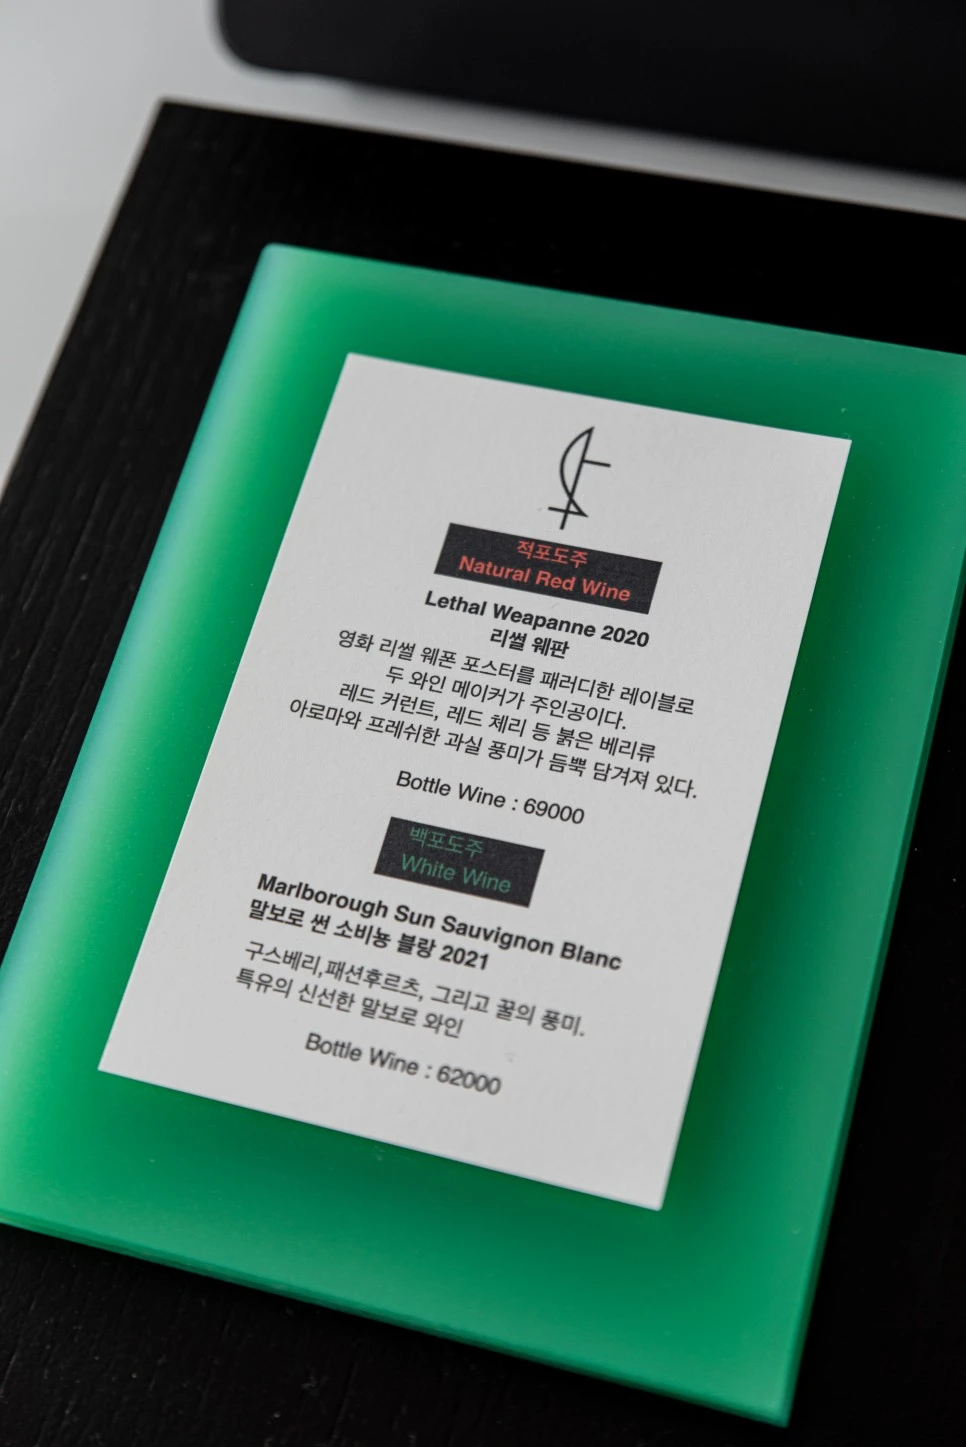 적포도주
Natural Red Wine
Lethal Weapanne 2020
리썰 웨판
영화 리썰 웨폰 포스터를 패러디한 레이블로
두 와인 메이커가 주인공이다.
레드 커런트, 레드 체리 등 붉은 베리류
아로마와 프레쉬한 과실 풍미가 듬뿍 담겨져 있다.
Bottle Wine : 69000
백포도주
White Wine
Marlborough Sun Sauvignon Blanc
말보로 썬 소비뇽 블랑 2021
구스베리,패션후르츠, 그리고 꿀의 풍미.
특유의 신선한 말보로 와인
Bottle Wine : 62000